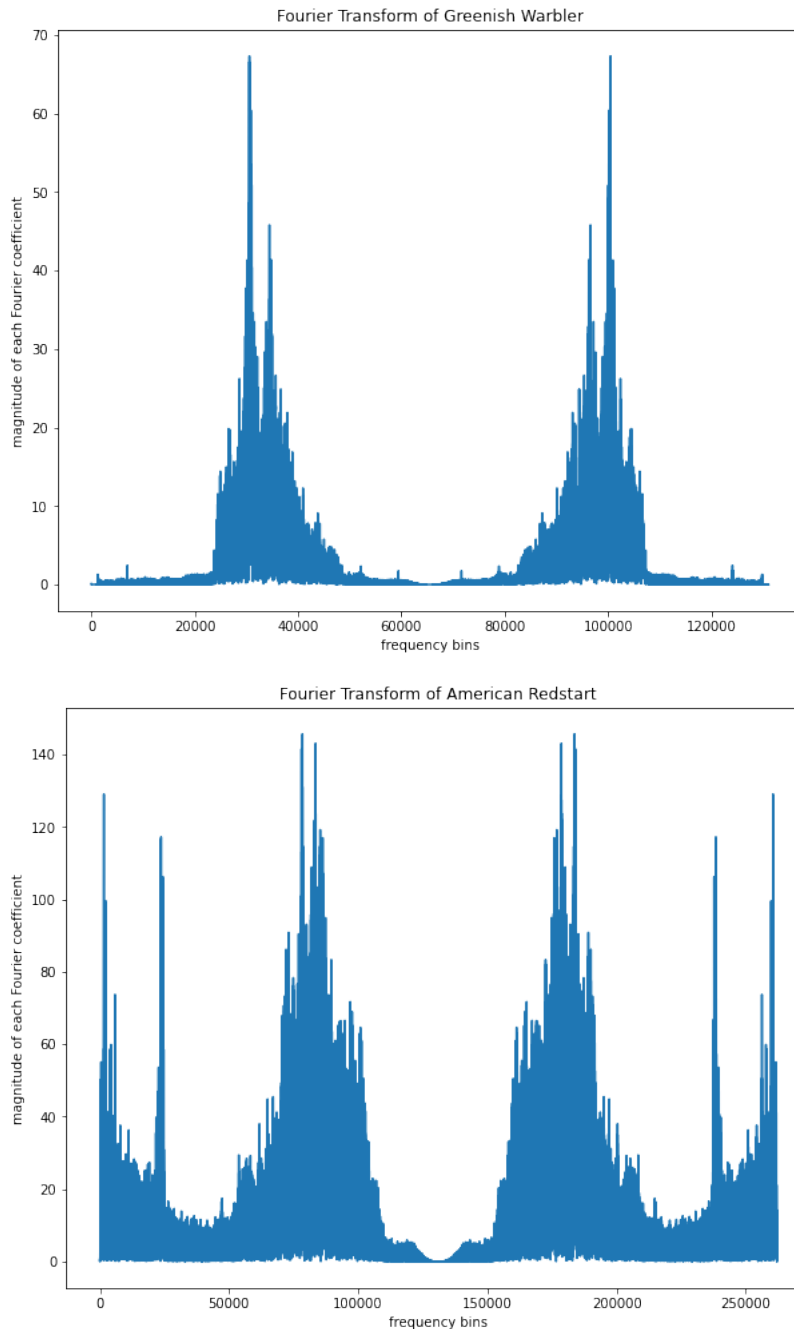 Fourier Transform of Greenish Warbler
70
60
50
40
30
20
10
0
magnitude of each Fourier coefficient
0 20000 40000 60000 80000 100000 120000
frequency bins
Fourier Transform of American Redstart
140
120
100
80
60
40
20
0
magnitude of each Fourier coefficient
0 50000 100000 150000 200000 250000
frequency bins